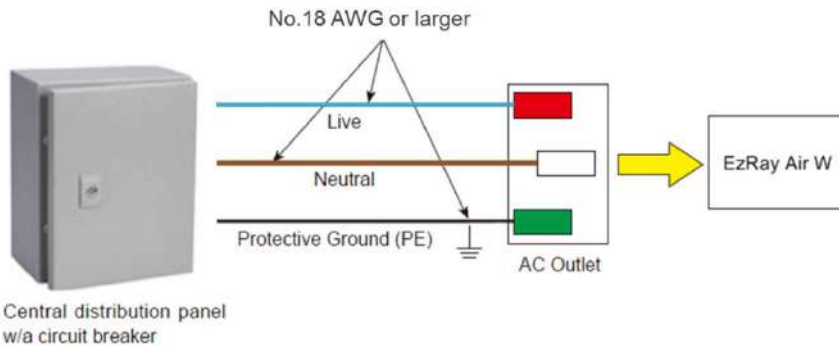 No.18 AWG or larger
Live
Neutral
Protective Ground (PE)
AC Outlet
EzRay Air W
Central distribution panel
w/a circuit breaker